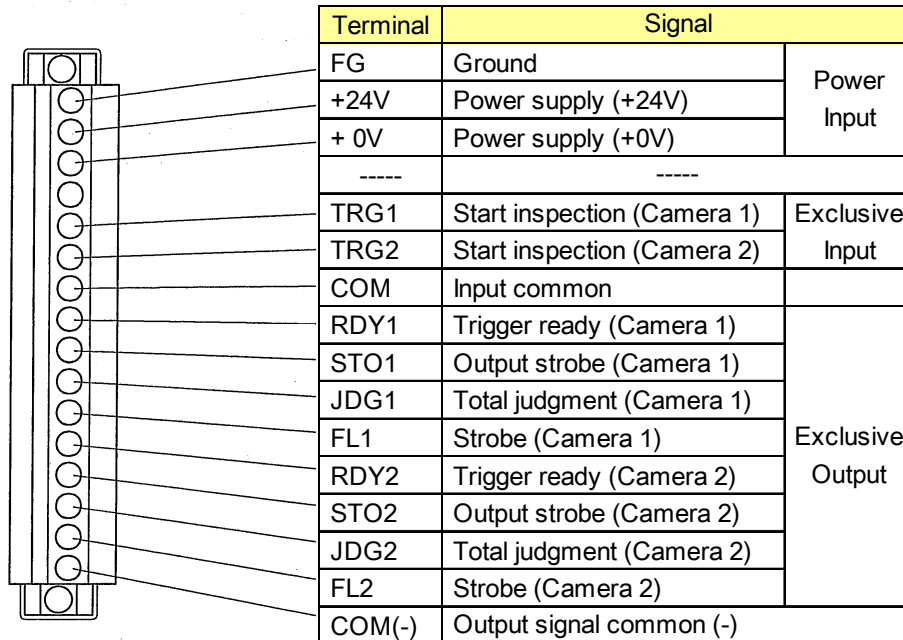 Terminal Signal
FG Ground Power Input
+24V Power supply (+24V)
+ 0V Power supply (+0V)
----- -----
TRG1 Start inspection (Camera 1) Exclusive Input
TRG2 Start inspection (Camera 2)
COM Input common
RDY1 Trigger ready (Camera 1) Exclusive Output
STO1 Output strobe (Camera 1)
JDG1 Total judgment (Camera 1)
FL1 Strobe (Camera 1)
RDY2 Trigger ready (Camera 2)
STO2 Output strobe (Camera 2)
JDG2 Total judgment (Camera 2)
FL2 Strobe (Camera 2)
COM(-) Output signal common (-)